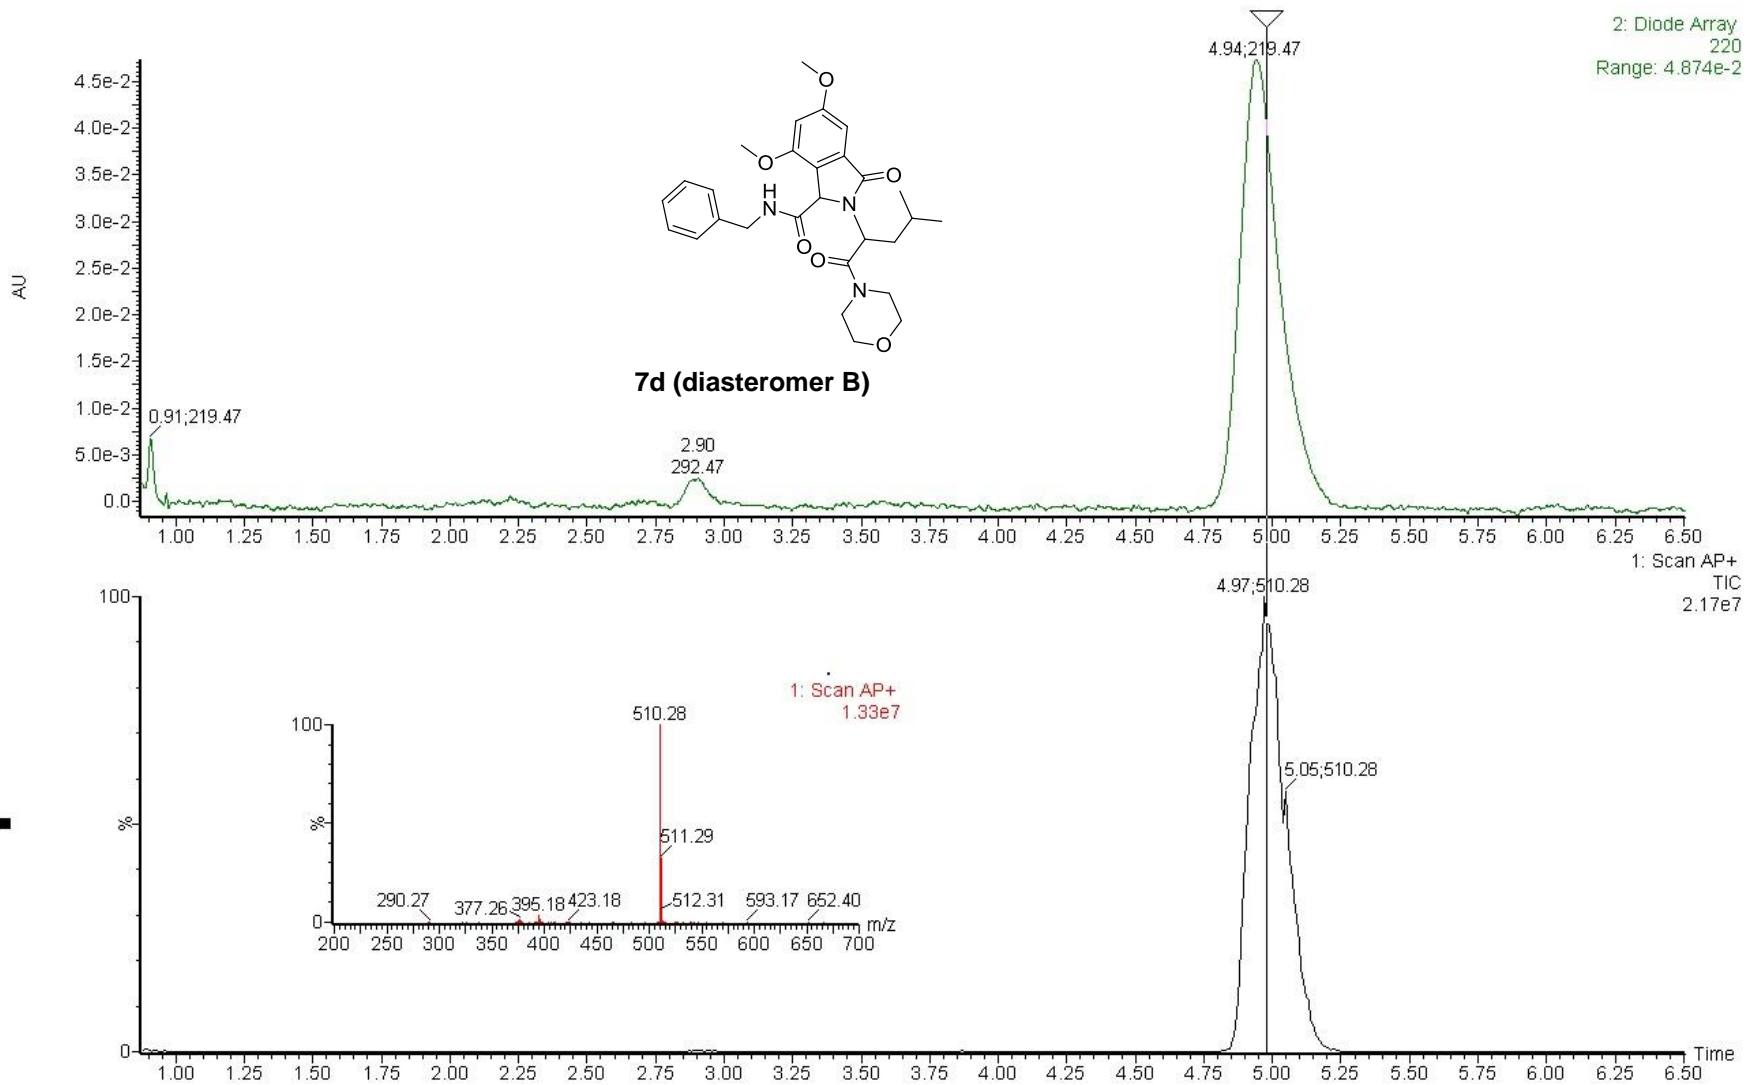 2: Diode Array
220
Range: 4.874e-2
4.94;219.47
4.5e-2
4.0e-2
3.5e-2
3.0e-2
2.5e-2
2.0e-2
1.5e-2
1.0e-2
5.0e-3
0.0
AU
O
O
O
N
H
N
O
O
N
O
7d (diasteromer B)
0.91;219.47
2.90
292.47
1.00 1.25 1.50 1.75 2.00 2.25 2.50 2.75 3.00 3.25 3.50 3.75 4.00 4.25 4.50 4.75 5.00 5.25 5.50 5.75 6.00 6.25 6.50
1: Scan AP+
TIC
2.17e7
4.97;510.28
100
%
0
5.05;510.28
1: Scan AP+
1.33e7
510.28
100
%
0
511.29
290.27 377.26 395.18 423.18 512.31 593.17 652.40
200 250 300 350 400 450 500 550 600 650 700
m/z
Time
1.00 1.25 1.50 1.75 2.00 2.25 2.50 2.75 3.00 3.25 3.50 3.75 4.00 4.25 4.50 4.75 5.00 5.25 5.50 5.75 6.00 6.25 6.50